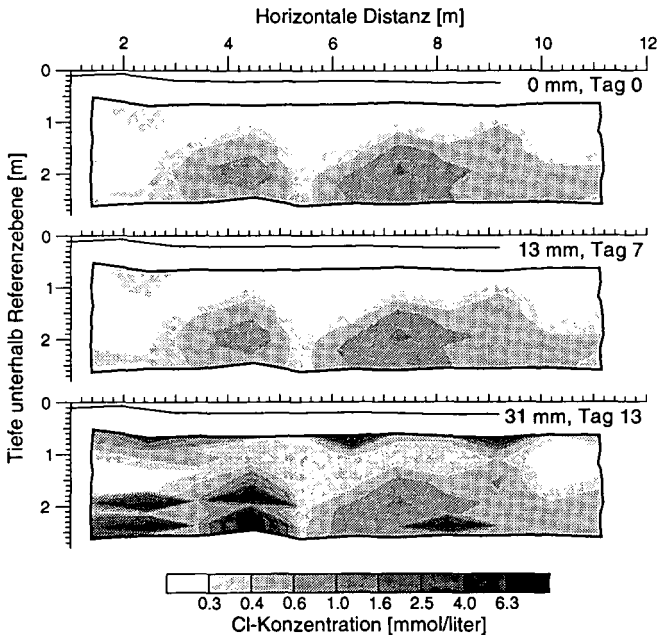 Horizontale Distanz [m]
2 4 6 8 10 12
0 mm, Tag 0
0
1
2
13 mm, Tag 7
0
1
2
31 mm, Tag 13
0
1
2
Tiefe unterhalb Referenzebene [m]
0.3 0.4 0.6 1.0 1.6 2.5 4.0 6.3
Cl-Konzentration [mmol/liter]